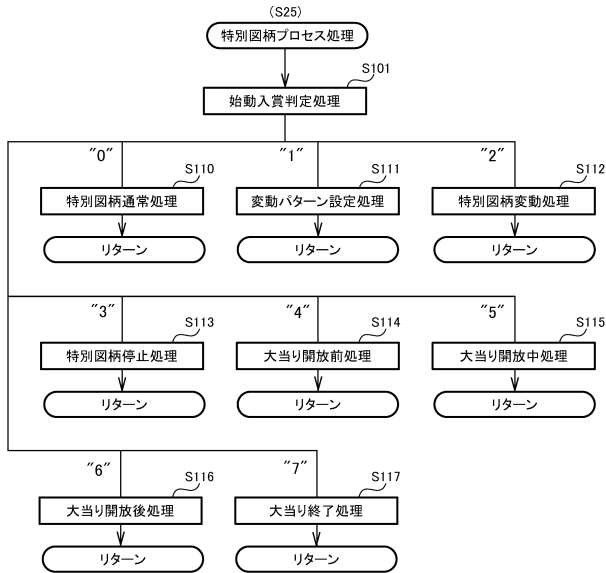 (S25)
特別図柄プロセス処理
S101
始動入賞判定処理
"0" "1" "2"
S110 S111 S112
特別図柄通常処理 変動パターン設定処理 特別図柄変動処理
リターン リターン リターン
"3" "4" "5"
S113 S114 S115
特別図柄停止処理 大当り開放前処理 大当り開放中処理
リターン リターン リターン
"6" "7"
S116 S117
大当り開放後処理 大当り終了処理
リターン リターン